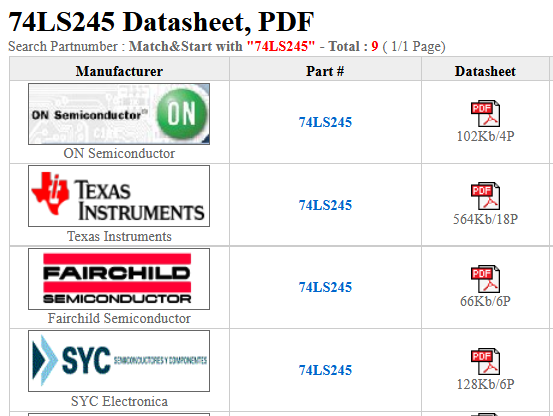 74LS245 Datasheet, PDF
Search Partnumber : Match&Start with "74LS245" - Total : 9 ( 1/1 Page)
Manufacturer Part # Datasheet
ON Semiconductor™ ON
ON Semiconductor
74LS245
PDF
102Kb/4P
TEXAS
INSTRUMENTS
Texas Instruments
74LS245
PDF
564Kb/18P
FAIRCHILD
SEMICONDUCTOR
Fairchild Semiconductor
74LS245
PDF
66Kb/6P
SYC SEMICONDUCTORES Y COMPONENTES
SYC Electronica
74LS245
PDF
128Kb/6P